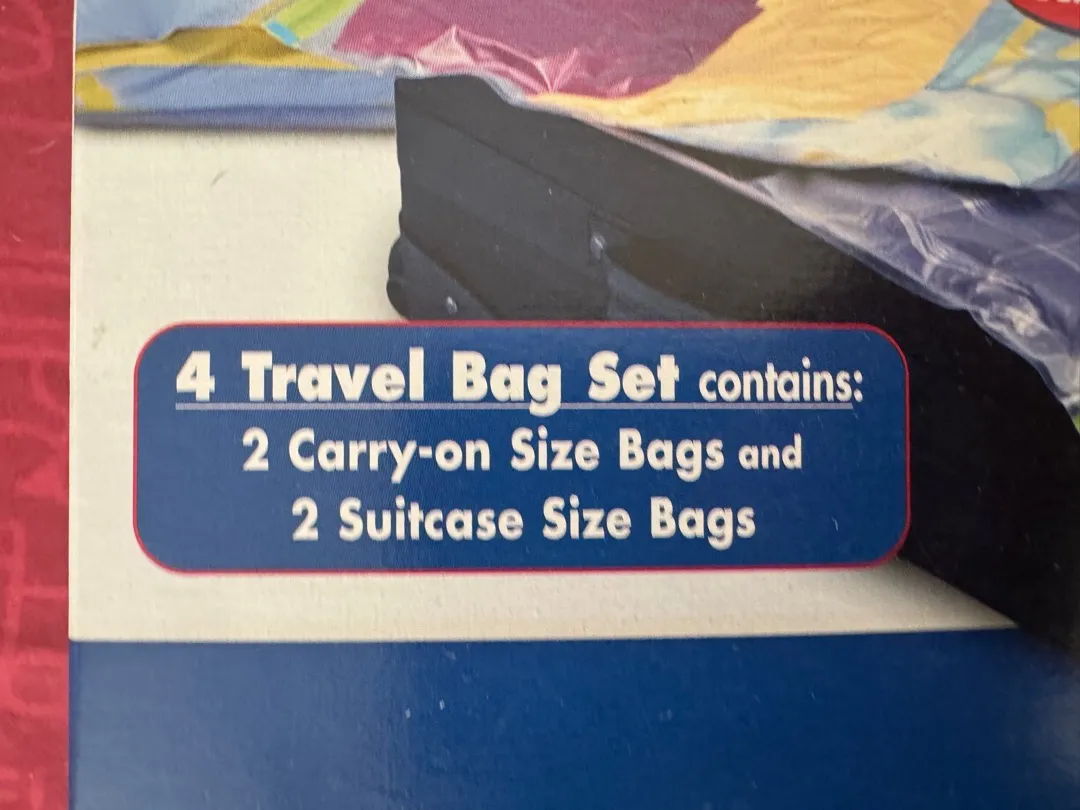 4 Travel Bag Set contains:
2 Carry-on Size Bags and
2 Suitcase Size Bags